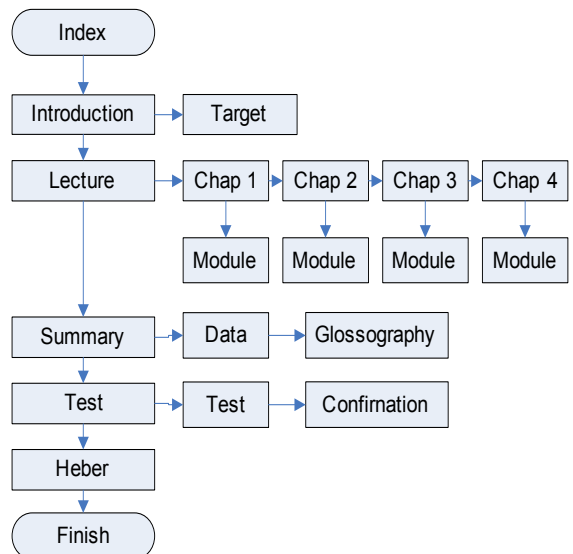 Index
Introduction
Target
Lecture
Chap 1
Chap 2
Chap 3
Chap 4
Module
Module
Module
Module
Summary
Data
Glossography
Test
Test
Confirnation
Heber
Finish